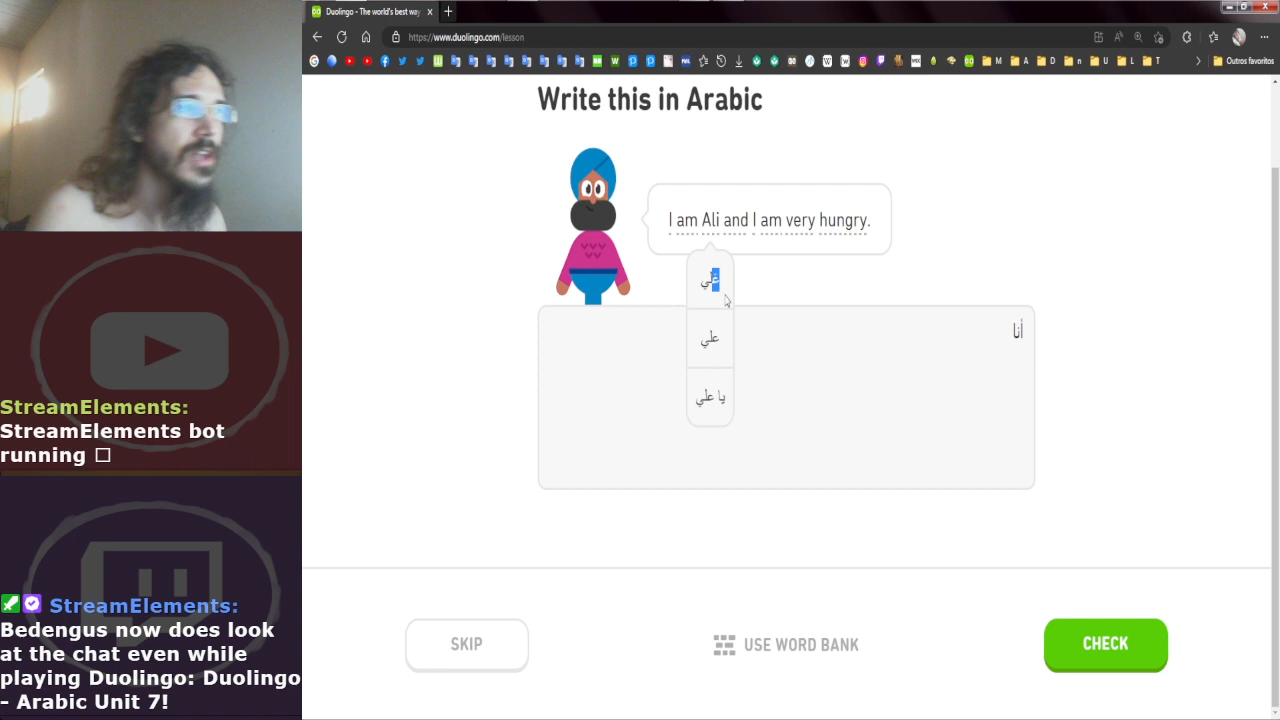 Duolingo - The world's best way
https://www.duolingo.com/lesson
M
A
D
n
U
L
T
Outros favoritos
Write this in Arabic
I am Ali and I am very hungry.
علي
علي
يا علي
أنا
SKIP
USE WORD BANK
CHECK
StreamElements:
StreamElements bot
running
StreamElements:
Bedengus now does look
at the chat even while
playing Duolingo: Duolingo
- Arabic Unit 7!